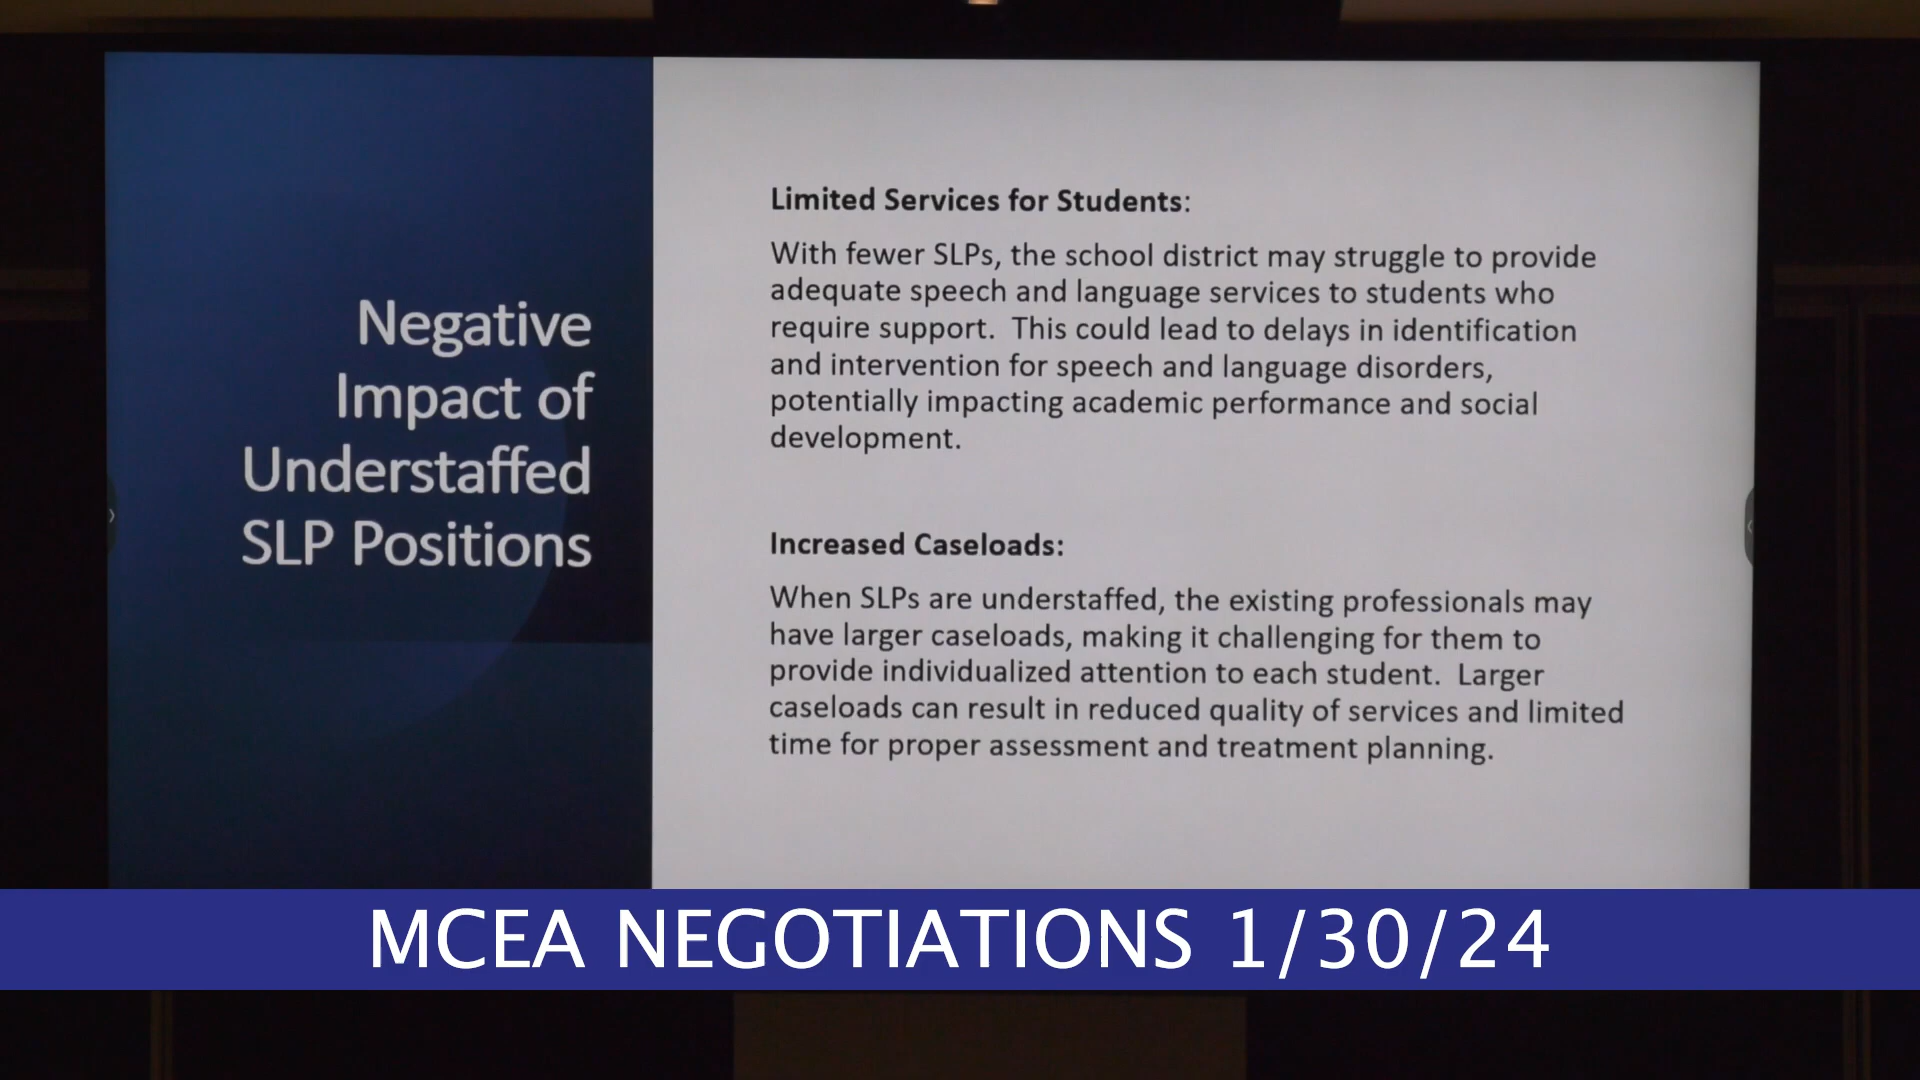 Negative
Impact of
Understaffed
SLP Positions
Limited Services for Students:
With fewer SLPs, the school district may struggle to provide
adequate speech and language services to students who
require support.  This could lead to delays in identification
and intervention for speech and language disorders,
potentially impacting academic performance and social
development.
Increased Caseloads:
When SLPs are understaffed, the existing professionals may
have larger caseloads, making it challenging for them to
provide individualized attention to each student.  Larger
caseloads can result in reduced quality of services and limited
time for proper assessment and treatment planning.
MCEA NEGOTIATIONS 1/30/24